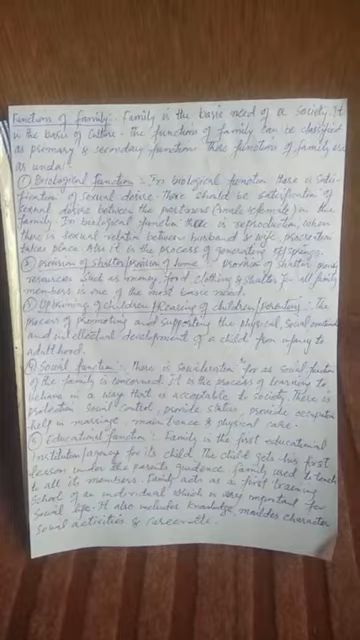 Functions of family:- Family is the basic need of a society. It
is the basic of culture. The functions of family can be classified
as primary & secondary function. These functions of family are
as under:
① Biological function:- In biological function there is satis-
fication of sexual desire. There should be satisfication of
sexual desire between the partners (male & female) in the
family. In biological function there is reproduction, when
there is sexual relation between husband & wife procreation
takes place. Also it is the process of generating offsprings.
② provision of shelter/provision of home:- Provision of shelter, provide
resources such as money, food, clothing & shelter for all family
members is one of the most basic need.
③ Upbringing of children/Rearing of children/parenting:- The
process of promoting and supporting the physical, social emotional
and intellectual development of a child from infancy to
adulthood.
④ Social function:- There is socialization for as social function
of the family is concerned. It is the process of learning to
behave in a way that is acceptable to society. There is
protection social control, provide status, provide occupation
help in marriage, maintenance & physical care.
Educational function:- Family is the first educational
institution/agency for its child. The child gets his first
lesson under the parents guidance. Family used to teach
to all its members. Family acts as a first training
school of an individual which is very important for
social life. It also includes knowledge, moulds character
social activities & career etc.